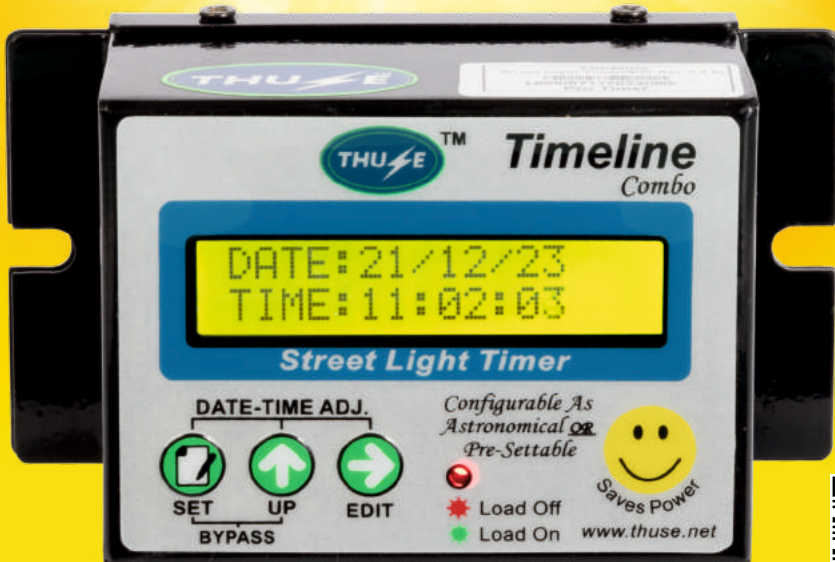 THUSE
Timeline
THUSE TM
Timeline
Combo
DATE:21/12/23
TIME:11:02:03
Street Light Timer
DATE-TIME ADJ.
SET UP EDIT
BYPASS
Configurable As
Astronomical OR
Pre-Settable
Load Off
Load On
Saves Power
www.thuse.net